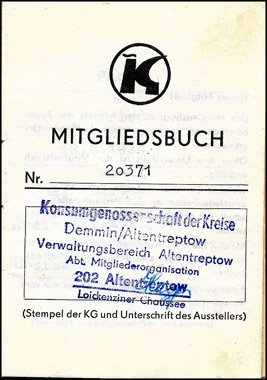 K
MITGLIEDSBUCH
Nr. 20371
Konsumgenossenschaft der Kreise
Demmin/Altentreptow
Verwaltungsbereich Altentreptow
Abt. Mitgliederorganisation
202 Altentreptow
Loickenziner Chaussee
(Stempel der KG und Unterschrift des Ausstellers)